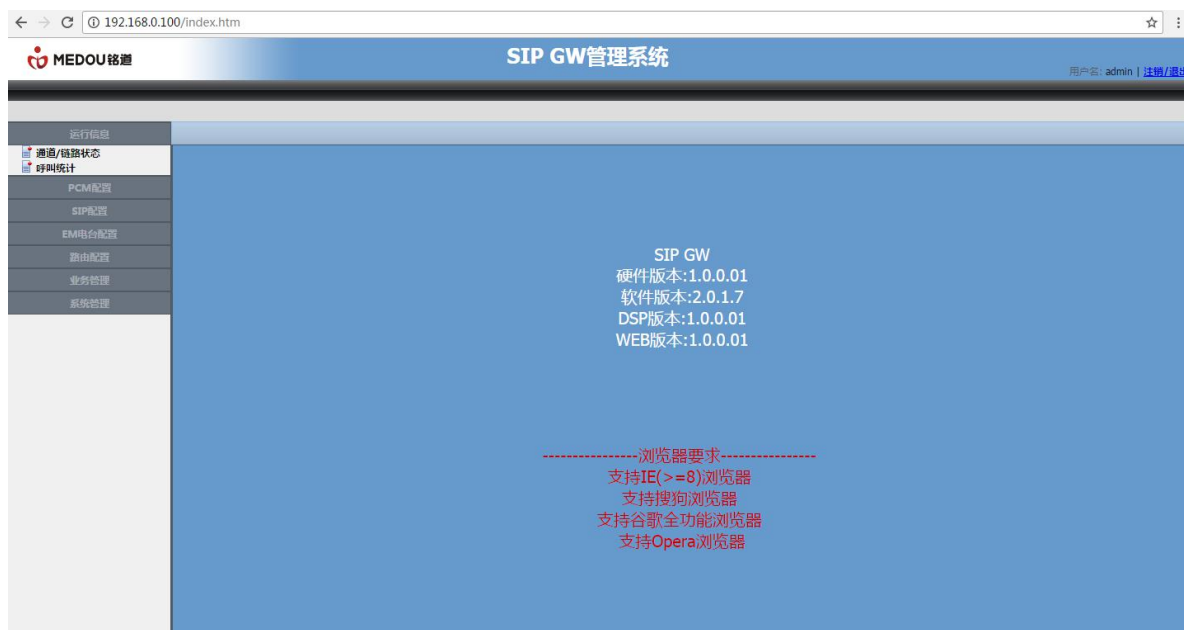 192.168.0.100/index.htm
MEDOU铭道
SIP GW管理系统
用户名: admin | 注销/退出
运行信息
通道/链路状态
呼叫统计
PCM配置
SIP配置
EM电台配置
路由配置
业务管理
系统管理
SIP GW
硬件版本:1.0.0.01
软件版本:2.0.1.7
DSP版本:1.0.0.01
WEB版本:1.0.0.01
----------------浏览器要求----------------
支持IE(>=8)浏览器
支持搜狗浏览器
支持谷歌全功能浏览器
支持Opera浏览器